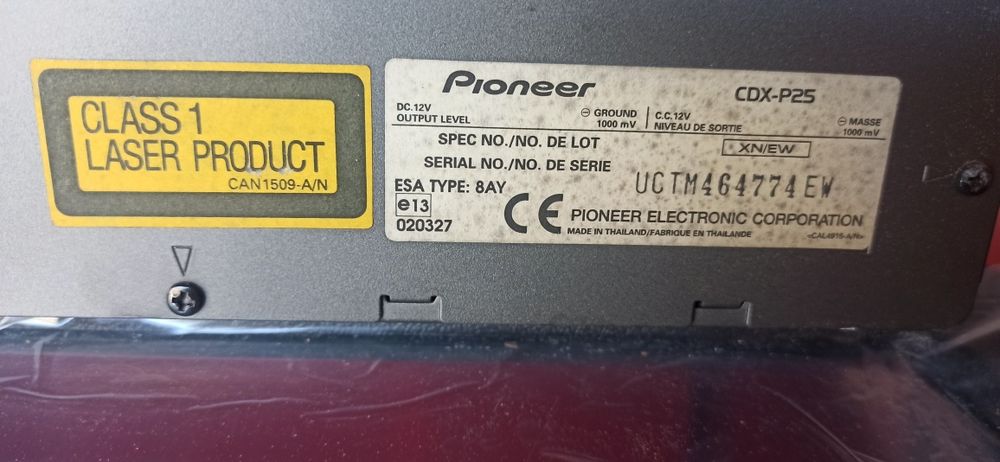 CLASS 1
LASER PRODUCT
CAN1509-A/N
Pioneer
CDX-P25
DC.12V
OUTPUT LEVEL
⊖ GROUND
1000 mV
C.C.12V
NIVEAU DE SORTIE
⊖ MASSE
1000 mV
SPEC NO./NO. DE LOT
XN/EW
SERIAL NO./NO. DE SERIE
UCTM464774EW
ESA TYPE: 8AY
e13
020327
CE
PIONEER ELECTRONIC CORPORATION
MADE IN THAILAND/FABRIQUE EN THAILANDE
<CAL4915-A/N>